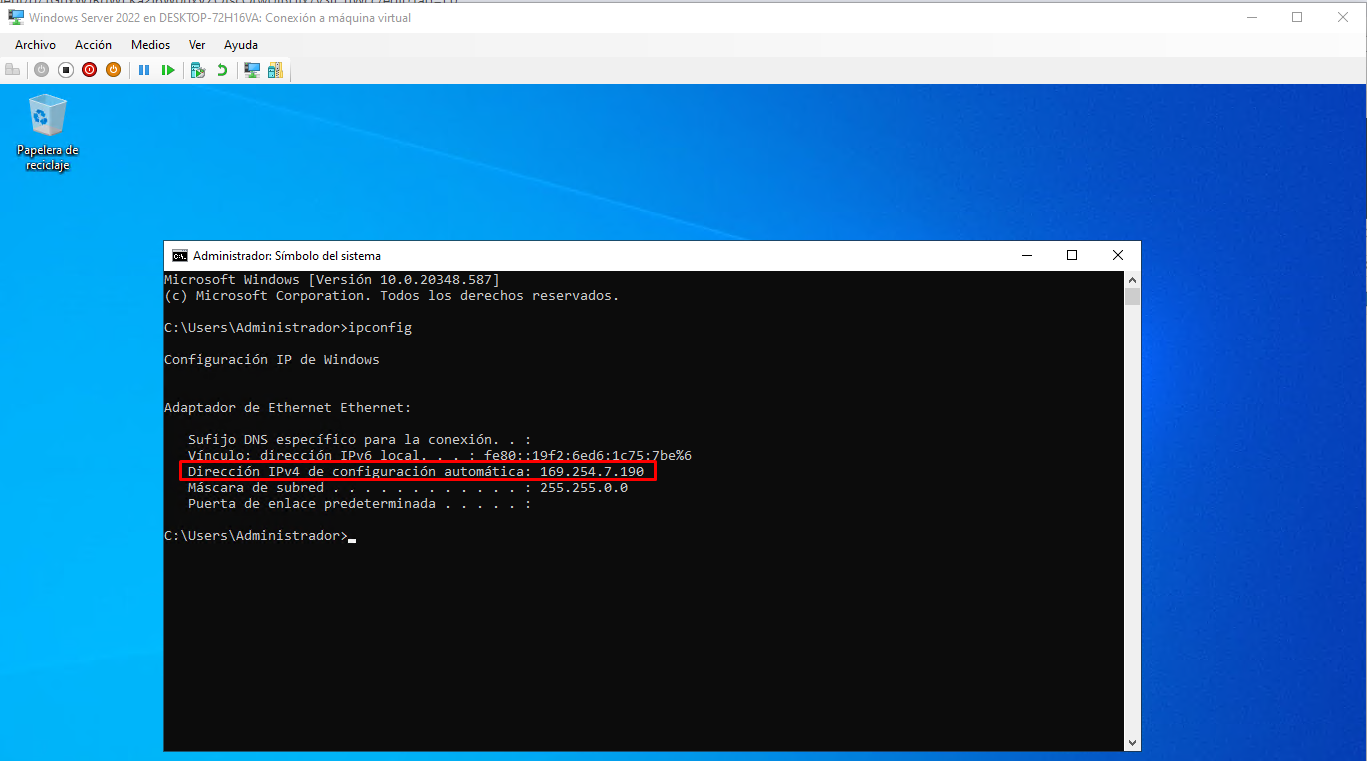 Windows Server 2022 en DESKTOP-72H16VA: Conexión a máquina virtual
Archivo Acción Medios Ver Ayuda
Papelera de
reciclaje
Administrador: Símbolo del sistema
Microsoft Windows [Versión 10.0.20348.587]
(c) Microsoft Corporation. Todos los derechos reservados.
C:\Users\Administrador>ipconfig
Configuración IP de Windows
Adaptador de Ethernet Ethernet:
Sufijo DNS específico para la conexión. . :
Vínculo: dirección IPv6 local. . . : fe80::19f2:6ed6:1c75:7be%6
Dirección IPv4 de configuración automática: 169.254.7.190
Máscara de subred . . . . . . . . . . . . : 255.255.0.0
Puerta de enlace predeterminada . . . . . :
C:\Users\Administrador>